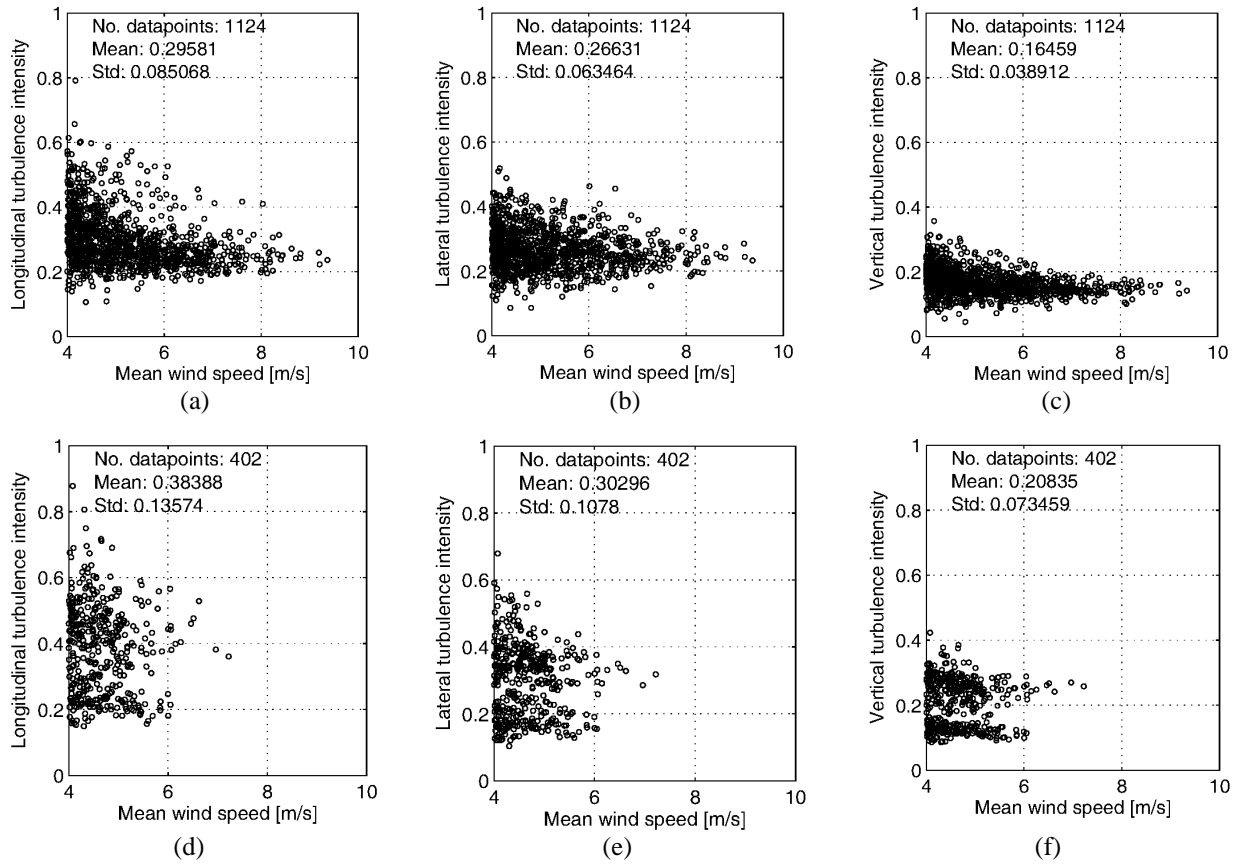 No. datapoints: 1124
Mean: 0.29581
Std: 0.085068
1
0.8
0.6
0.4
0.2
0
4
6
8
10
Longitudinal turbulence intensity
Mean wind speed [m/s]
(a)
No. datapoints: 1124
Mean: 0.26631
Std: 0.063464
1
0.8
0.6
0.4
0.2
0
4
6
8
10
Lateral turbulence intensity
Mean wind speed [m/s]
(b)
No. datapoints: 1124
Mean: 0.16459
Std: 0.038912
1
0.8
0.6
0.4
0.2
0
4
6
8
10
Vertical turbulence intensity
Mean wind speed [m/s]
(c)
No. datapoints: 402
Mean: 0.38388
Std: 0.13574
1
0.8
0.6
0.4
0.2
0
4
6
8
10
Longitudinal turbulence intensity
Mean wind speed [m/s]
(d)
No. datapoints: 402
Mean: 0.30296
Std: 0.1078
1
0.8
0.6
0.4
0.2
0
4
6
8
10
Lateral turbulence intensity
Mean wind speed [m/s]
(e)
No. datapoints: 402
Mean: 0.20835
Std: 0.073459
1
0.8
0.6
0.4
0.2
0
4
6
8
10
Vertical turbulence intensity
Mean wind speed [m/s]
(f)